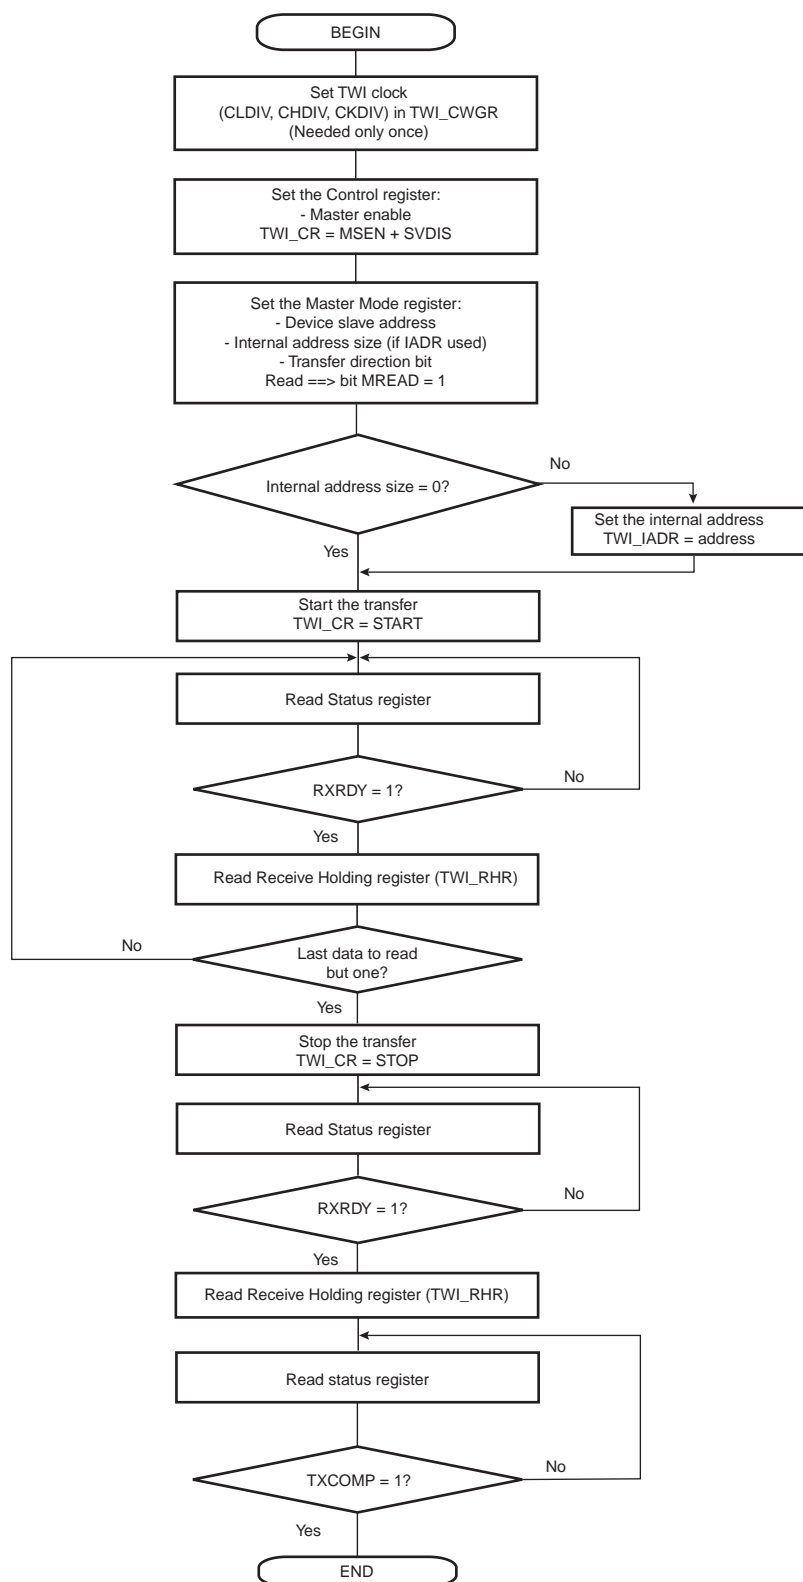 BEGIN
Set TWI clock
(CLDIV, CHDIV, CKDIV) in TWI_CWGR
(Needed only once)
Set the Control register:
- Master enable
TWI_CR = MSEN + SVDIS
Set the Master Mode register:
- Device slave address
- Internal address size (if IADR used)
- Transfer direction bit
Read ==> bit MREAD = 1
Internal address size = 0?
No
Set the internal address
TWI_IADR = address
Yes
Start the transfer
TWI_CR = START
Read Status register
RXRDY = 1?
No
Yes
Read Receive Holding register (TWI_RHR)
No
Last data to read
but one?
Yes
Stop the transfer
TWI_CR = STOP
Read Status register
RXRDY = 1?
No
Yes
Read Receive Holding register (TWI_RHR)
Read status register
TXCOMP = 1?
No
Yes
END